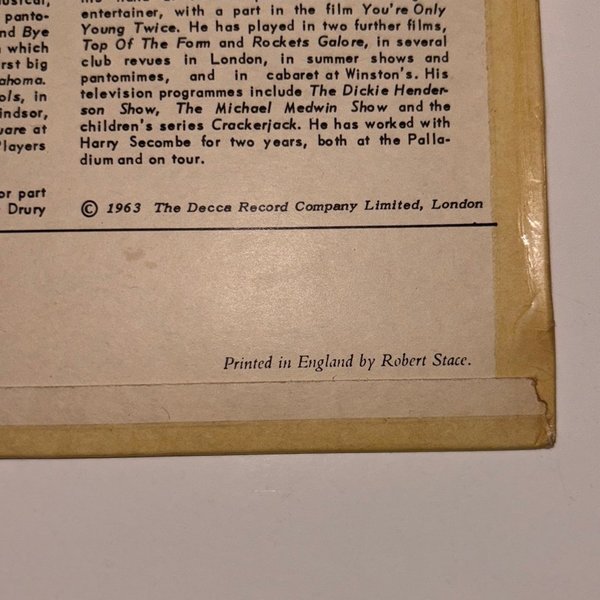 panto-
nd Bye
which
rst big
ahoma.
ols, in
indsor,
uare at
Players
or part
Drury
entertainer, with a part in the film You're Only
Young Twice. He has played in two further films,
Top Of The Form and Rockets Galore, in several
club revues in London, in summer shows and
pantomimes, and in cabaret at Winston's. His
television programmes include The Dickie Hender-
son Show, The Michael Medwin Show and the
children's series Crackerjack. He has worked with
Harry Secombe for two years, both at the Palla-
dium and on tour.
© 1963 The Decca Record Company Limited, London
Printed in England by Robert Stace.